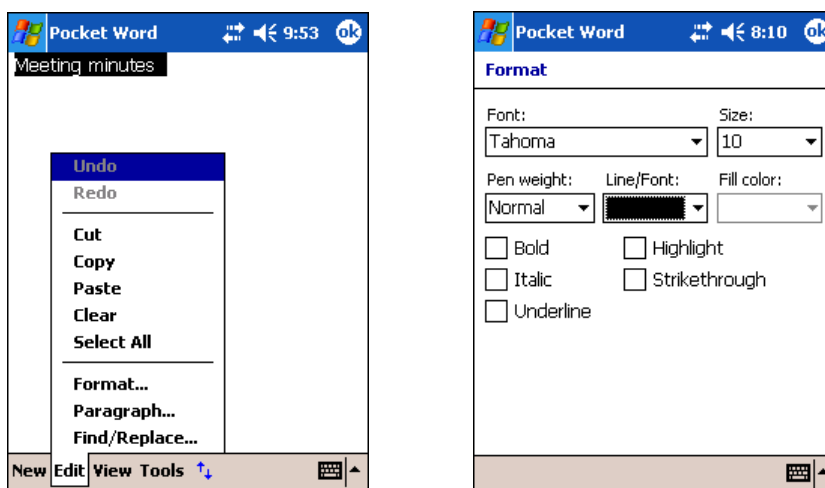 Pocket Word 9:53 ok
Meeting minutes
Undo
Redo
Cut
Copy
Paste
Clear
Select All
Format...
Paragraph...
Find/Replace...
New Edit View Tools
Pocket Word 8:10 ok
Format
Font: Size:
Tahoma 10
Pen weight: Line/Font: Fill color:
Normal
Bold Highlight
Italic Strikethrough
Underline